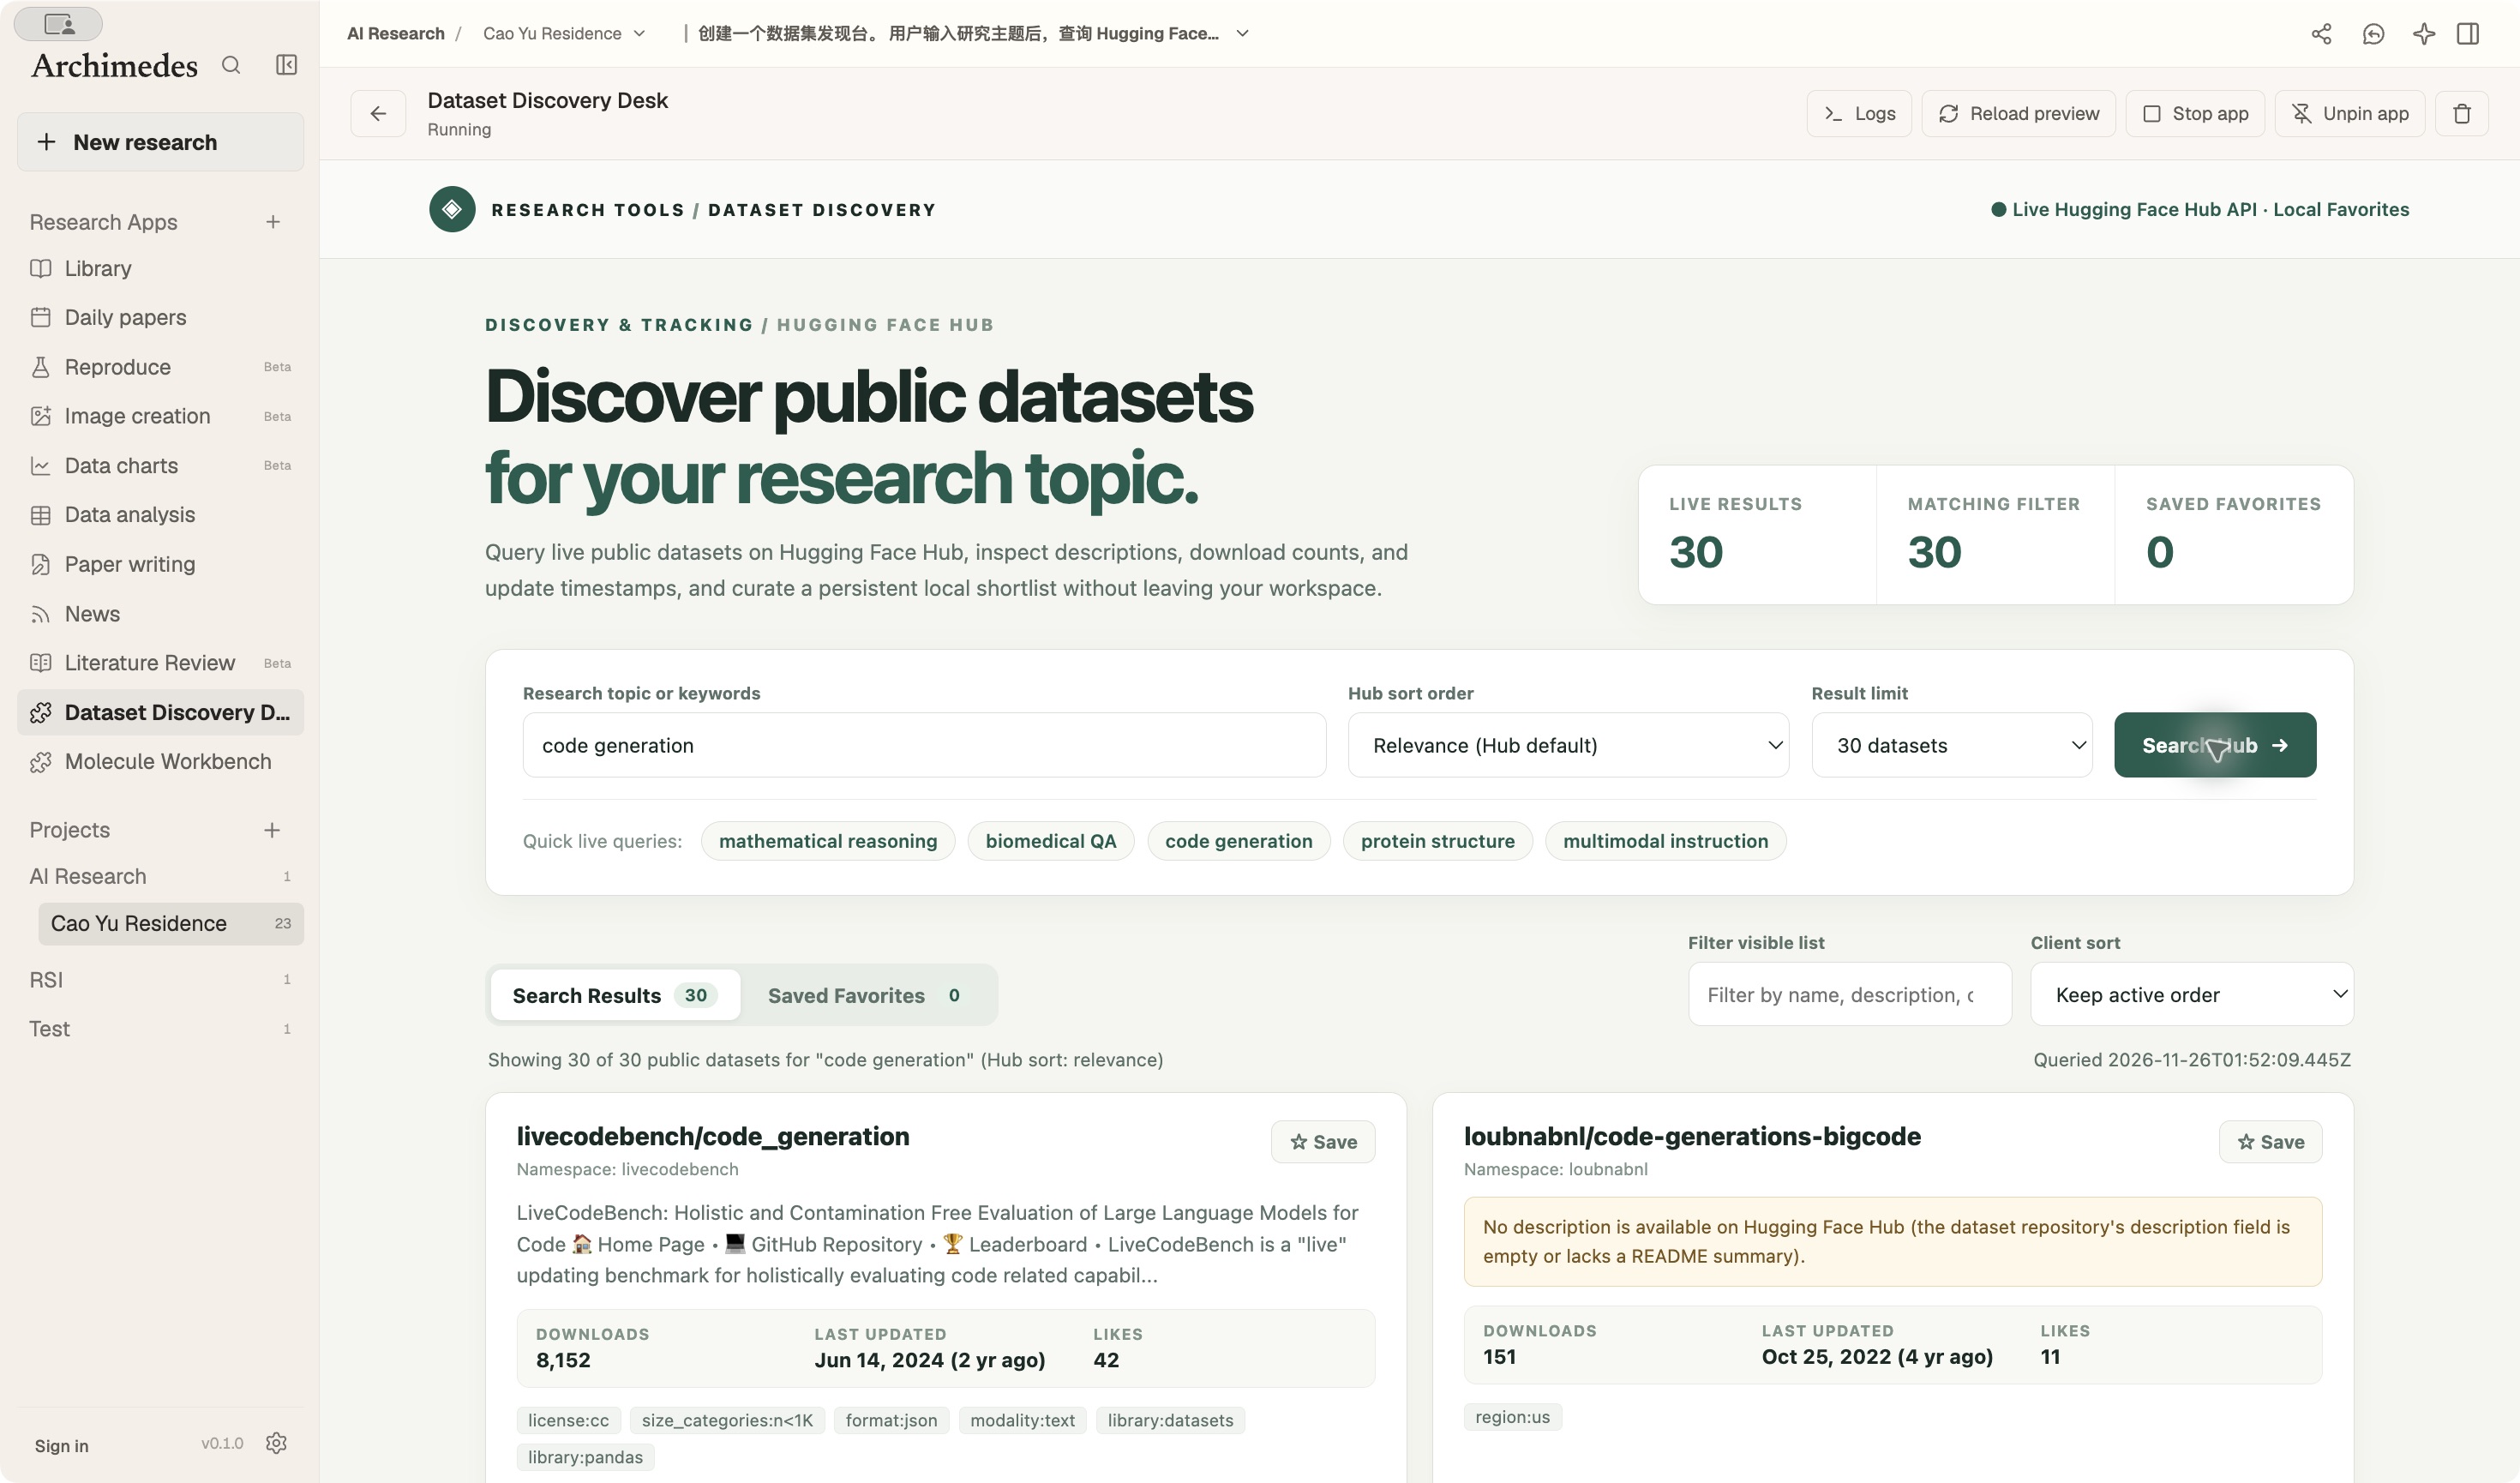 Archimedes
New research
Research Apps
Library
Daily papers
Reproduce Beta
Image creation Beta
Data charts Beta
Data analysis
Paper writing
News
Literature Review Beta
Dataset Discovery D...
Molecule Workbench
Projects
AI Research 1
Cao Yu Residence 23
RSI 1
Test 1
Sign in v0.1.0
AI Research / Cao Yu Residence | 创建一个数据集发现台。 用户输入研究主题后，查询 Hugging Face...
Dataset Discovery Desk
Running
Logs Reload preview Stop app Unpin app
RESEARCH TOOLS / DATASET DISCOVERY
Live Hugging Face Hub API · Local Favorites
DISCOVERY & TRACKING / HUGGING FACE HUB
Discover public datasets
for your research topic.
Query live public datasets on Hugging Face Hub, inspect descriptions, download counts, and
update timestamps, and curate a persistent local shortlist without leaving your workspace.
LIVE RESULTS MATCHING FILTER SAVED FAVORITES
30 30 0
Research topic or keywords Hub sort order Result limit
code generation Relevance (Hub default) 30 datasets Search Hub →
Quick live queries: mathematical reasoning biomedical QA code generation protein structure multimodal instruction
Filter visible list Client sort
Search Results 30 Saved Favorites 0 Filter by name, description, c Keep active order
Showing 30 of 30 public datasets for "code generation" (Hub sort: relevance) Queried 2026-11-26T01:52:09.445Z
livecodebench/code_generation
☆ Save
Namespace: livecodebench
LiveCodeBench: Holistic and Contamination Free Evaluation of Large Language Models for
Code 🏠 Home Page • 💻 GitHub Repository • 🏆 Leaderboard • LiveCodeBench is a "live"
updating benchmark for holistically evaluating code related capabil...
DOWNLOADS LAST UPDATED LIKES
8,152 Jun 14, 2024 (2 yr ago) 42
license:cc size_categories:n<1K format:json modality:text library:datasets
library:pandas
loubnabnl/code-generations-bigcode
☆ Save
Namespace: loubnabnl
No description is available on Hugging Face Hub (the dataset repository's description field is
empty or lacks a README summary).
DOWNLOADS LAST UPDATED LIKES
151 Oct 25, 2022 (4 yr ago) 11
region:us